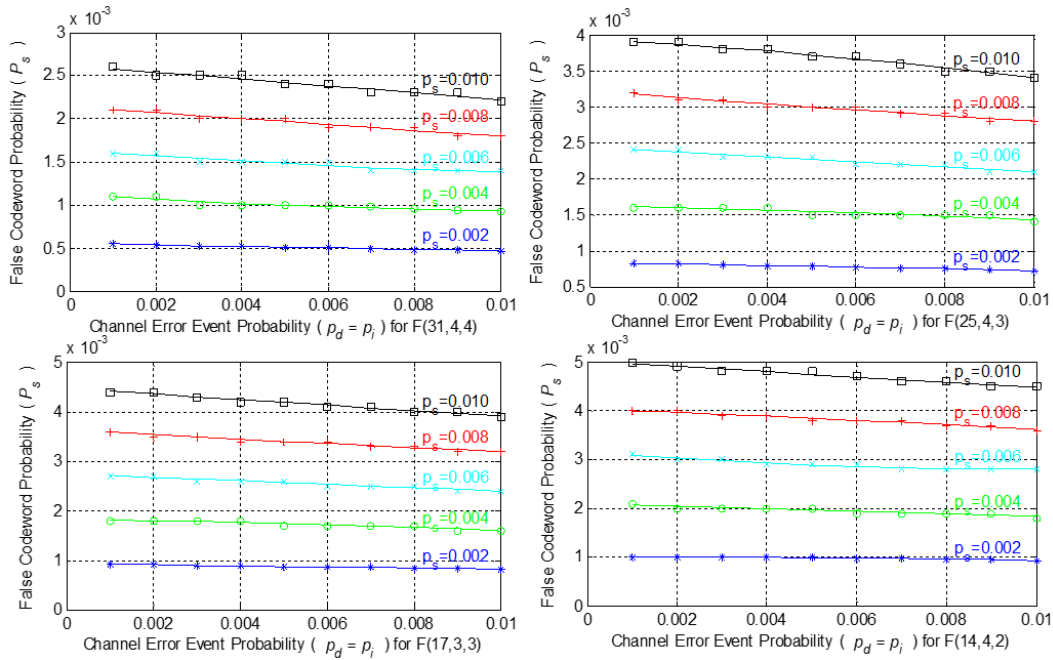 × 10⁻³
False Codeword Probability ( P_s )
3
2.5
2
1.5
1
0.5
0
p_s=0.010
p_s=0.008
p_s=0.006
p_s=0.004
p_s=0.002
0 0.002 0.004 0.006 0.008 0.01
Channel Error Event Probability ( p_d = p_i ) for F(31,4,4)
× 10⁻³
False Codeword Probability ( P_s )
4
3.5
3
2.5
2
1.5
1
0.5
p_s=0.010
p_s=0.008
p_s=0.006
p_s=0.004
p_s=0.002
0 0.002 0.004 0.006 0.008 0.01
Channel Error Event Probability ( p_d = p_i ) for F(25,4,3)
× 10⁻³
False Codeword Probability ( P_s )
5
4
3
2
1
0
p_s=0.010
p_s=0.008
p_s=0.006
p_s=0.004
p_s=0.002
0 0.002 0.004 0.006 0.008 0.01
Channel Error Event Probability ( p_d = p_i ) for F(17,3,3)
× 10⁻³
False Codeword Probability ( P_s )
5
4
3
2
1
0
p_s=0.010
p_s=0.008
p_s=0.006
p_s=0.004
p_s=0.002
0 0.002 0.004 0.006 0.008 0.01
Channel Error Event Probability ( p_d = p_i ) for F(14,4,2)